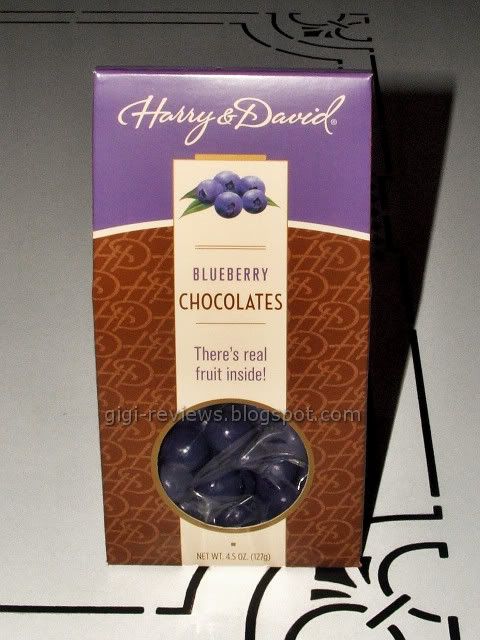 Harry & David®
BLUEBERRY
CHOCOLATES
There's real
fruit inside!
gigi-reviews.blogspot.com
NET WT. 4.5 OZ. (127g)